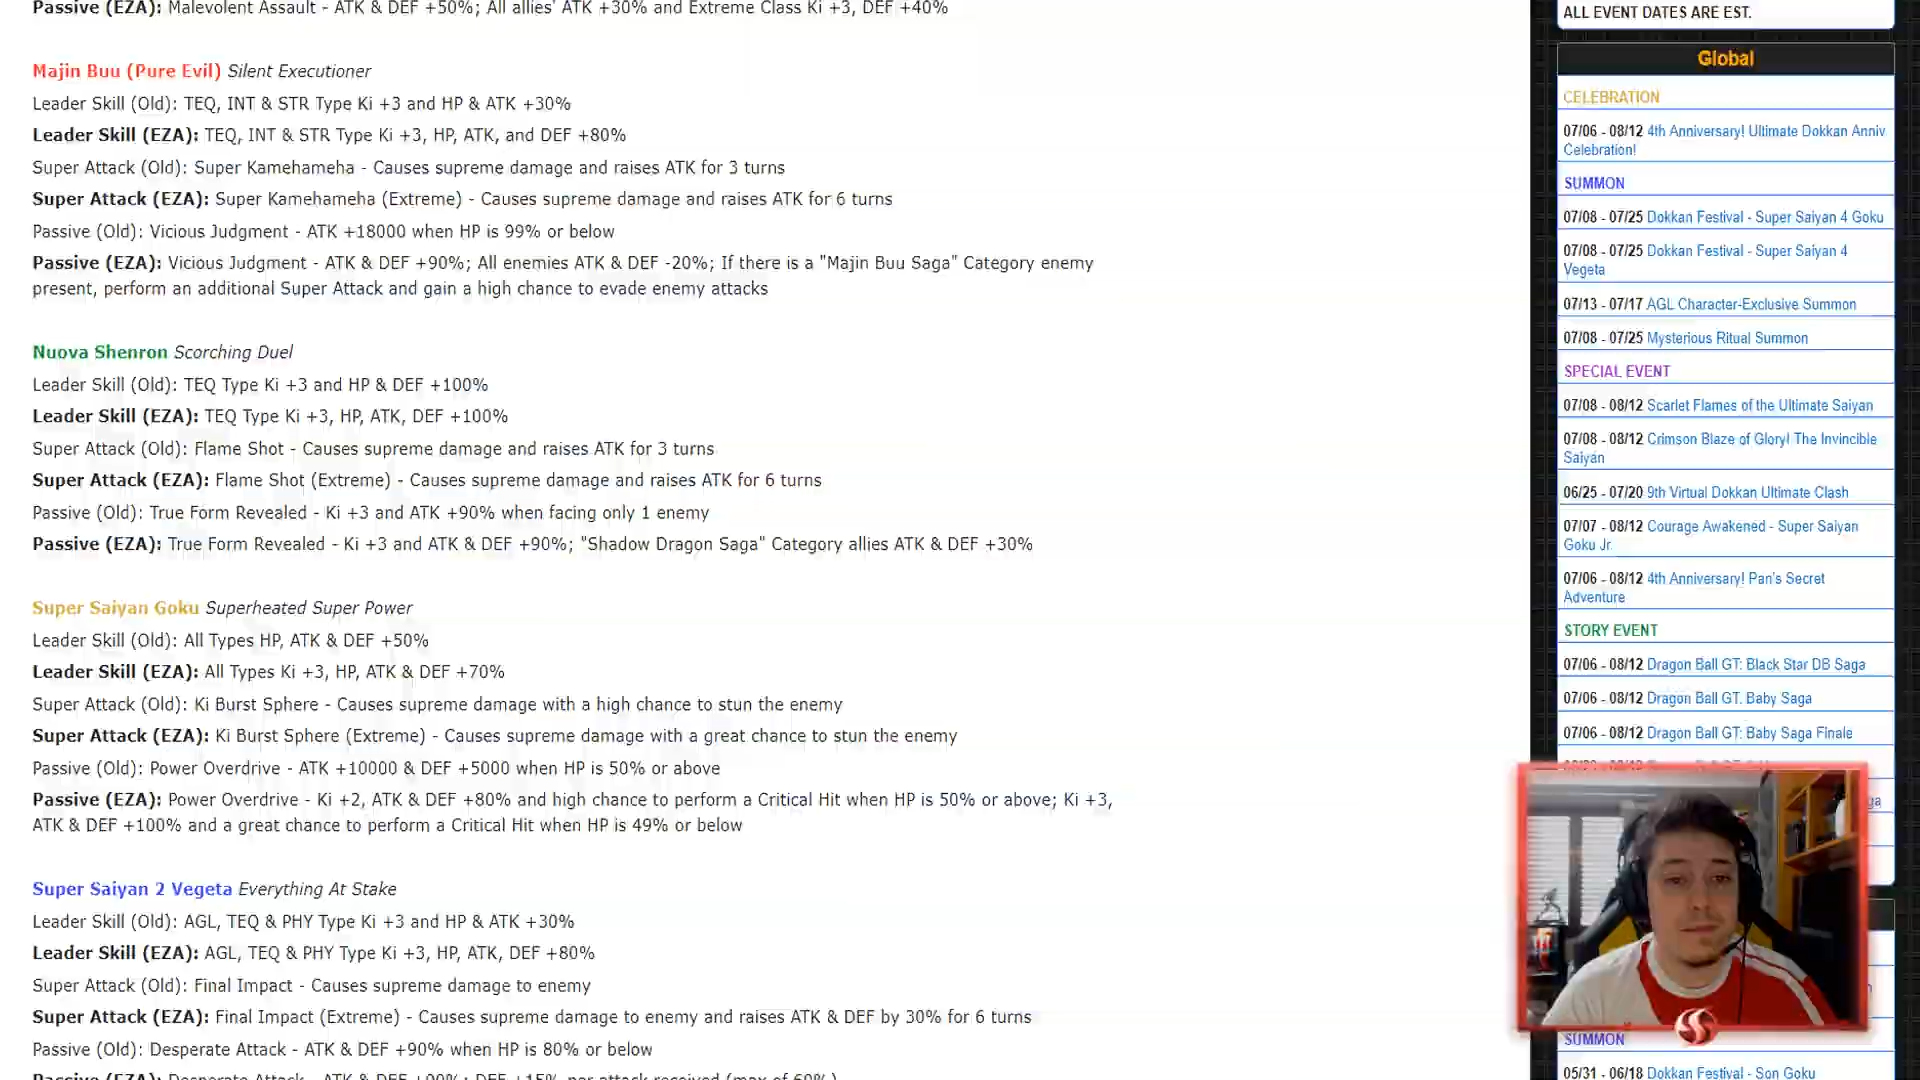 Passive (EZA): Malevolent Assault - ATK & DEF +50%; All allies' ATK +30% and Extreme Class Ki +3, DEF +40%
Majin Buu (Pure Evil) Silent Executioner
Leader Skill (Old): TEQ, INT & STR Type Ki +3 and HP & ATK +30%
Leader Skill (EZA): TEQ, INT & STR Type Ki +3, HP, ATK, and DEF +80%
Super Attack (Old): Super Kamehameha - Causes supreme damage and raises ATK for 3 turns
Super Attack (EZA): Super Kamehameha (Extreme) - Causes supreme damage and raises ATK for 6 turns
Passive (Old): Vicious Judgment - ATK +18000 when HP is 99% or below
Passive (EZA): Vicious Judgment - ATK & DEF +90%; All enemies ATK & DEF -20%; If there is a "Majin Buu Saga" Category enemy
present, perform an additional Super Attack and gain a high chance to evade enemy attacks
Nuova Shenron Scorching Duel
Leader Skill (Old): TEQ Type Ki +3 and HP & DEF +100%
Leader Skill (EZA): TEQ Type Ki +3, HP, ATK, DEF +100%
Super Attack (Old): Flame Shot - Causes supreme damage and raises ATK for 3 turns
Super Attack (EZA): Flame Shot (Extreme) - Causes supreme damage and raises ATK for 6 turns
Passive (Old): True Form Revealed - Ki +3 and ATK +90% when facing only 1 enemy
Passive (EZA): True Form Revealed - Ki +3 and ATK & DEF +90%; "Shadow Dragon Saga" Category allies ATK & DEF +30%
Super Saiyan Goku Superheated Super Power
Leader Skill (Old): All Types HP, ATK & DEF +50%
Leader Skill (EZA): All Types Ki +3, HP, ATK & DEF +70%
Super Attack (Old): Ki Burst Sphere - Causes supreme damage with a high chance to stun the enemy
Super Attack (EZA): Ki Burst Sphere (Extreme) - Causes supreme damage with a great chance to stun the enemy
Passive (Old): Power Overdrive - ATK +10000 & DEF +5000 when HP is 50% or above
Passive (EZA): Power Overdrive - Ki +2, ATK & DEF +80% and high chance to perform a Critical Hit when HP is 50% or above; Ki +3,
ATK & DEF +100% and a great chance to perform a Critical Hit when HP is 49% or below
Super Saiyan 2 Vegeta Everything At Stake
Leader Skill (Old): AGL, TEQ & PHY Type Ki +3 and HP & ATK +30%
Leader Skill (EZA): AGL, TEQ & PHY Type Ki +3, HP, ATK, DEF +80%
Super Attack (Old): Final Impact - Causes supreme damage to enemy
Super Attack (EZA): Final Impact (Extreme) - Causes supreme damage to enemy and raises ATK & DEF by 30% for 6 turns
Passive (Old): Desperate Attack - ATK & DEF +90% when HP is 80% or below
Passive (EZA): Desperate Attack - ATK & DEF +90%; DEF +15% per attack received (max of 60%)
ALL EVENT DATES ARE EST.
Global
CELEBRATION
07/06 - 08/12 4th Anniversary! Ultimate Dokkan Anniv
Celebration!
SUMMON
07/08 - 07/25 Dokkan Festival - Super Saiyan 4 Goku
07/08 - 07/25 Dokkan Festival - Super Saiyan 4
Vegeta
07/13 - 07/17 AGL Character-Exclusive Summon
07/08 - 07/25 Mysterious Ritual Summon
SPECIAL EVENT
07/08 - 08/12 Scarlet Flames of the Ultimate Saiyan
07/08 - 08/12 Crimson Blaze of Glory! The Invincible
Saiyan
06/25 - 07/20 9th Virtual Dokkan Ultimate Clash
07/07 - 08/12 Courage Awakened - Super Saiyan
Goku Jr.
07/06 - 08/12 4th Anniversary! Pan's Secret
Adventure
STORY EVENT
07/06 - 08/12 Dragon Ball GT: Black Star DB Saga
07/06 - 08/12 Dragon Ball GT: Baby Saga
07/06 - 08/12 Dragon Ball GT: Baby Saga Finale
SUMMON
05/31 - 06/18 Dokkan Festival - Son Goku